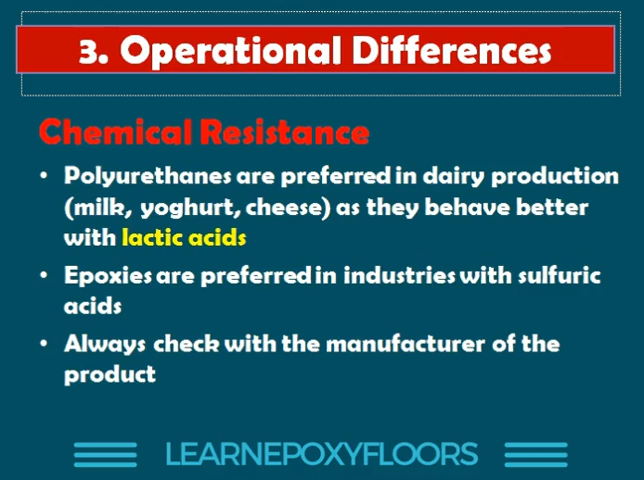 3. Operational Differences
Chemical Resistance
• Polyurethanes are preferred in dairy production
(milk, yoghurt, cheese) as they behave better
with lactic acids
• Epoxies are preferred in industries with sulfuric
acids
• Always check with the manufacturer of the
product
LEARNEPOXYFLOORS